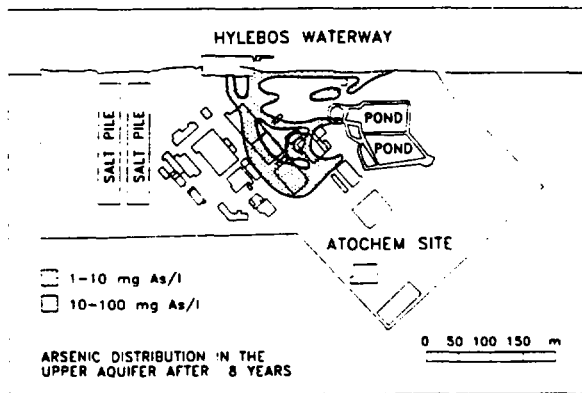 HYLEBOS WATERWAY
SALT PILE
SALT PILE
POND
POND
ATOCHEM SITE
1-10 mg As/l
10-100 mg As/l
0 50 100 150 m
ARSENIC DISTRIBUTION IN THE
UPPER AQUIFER AFTER 8 YEARS